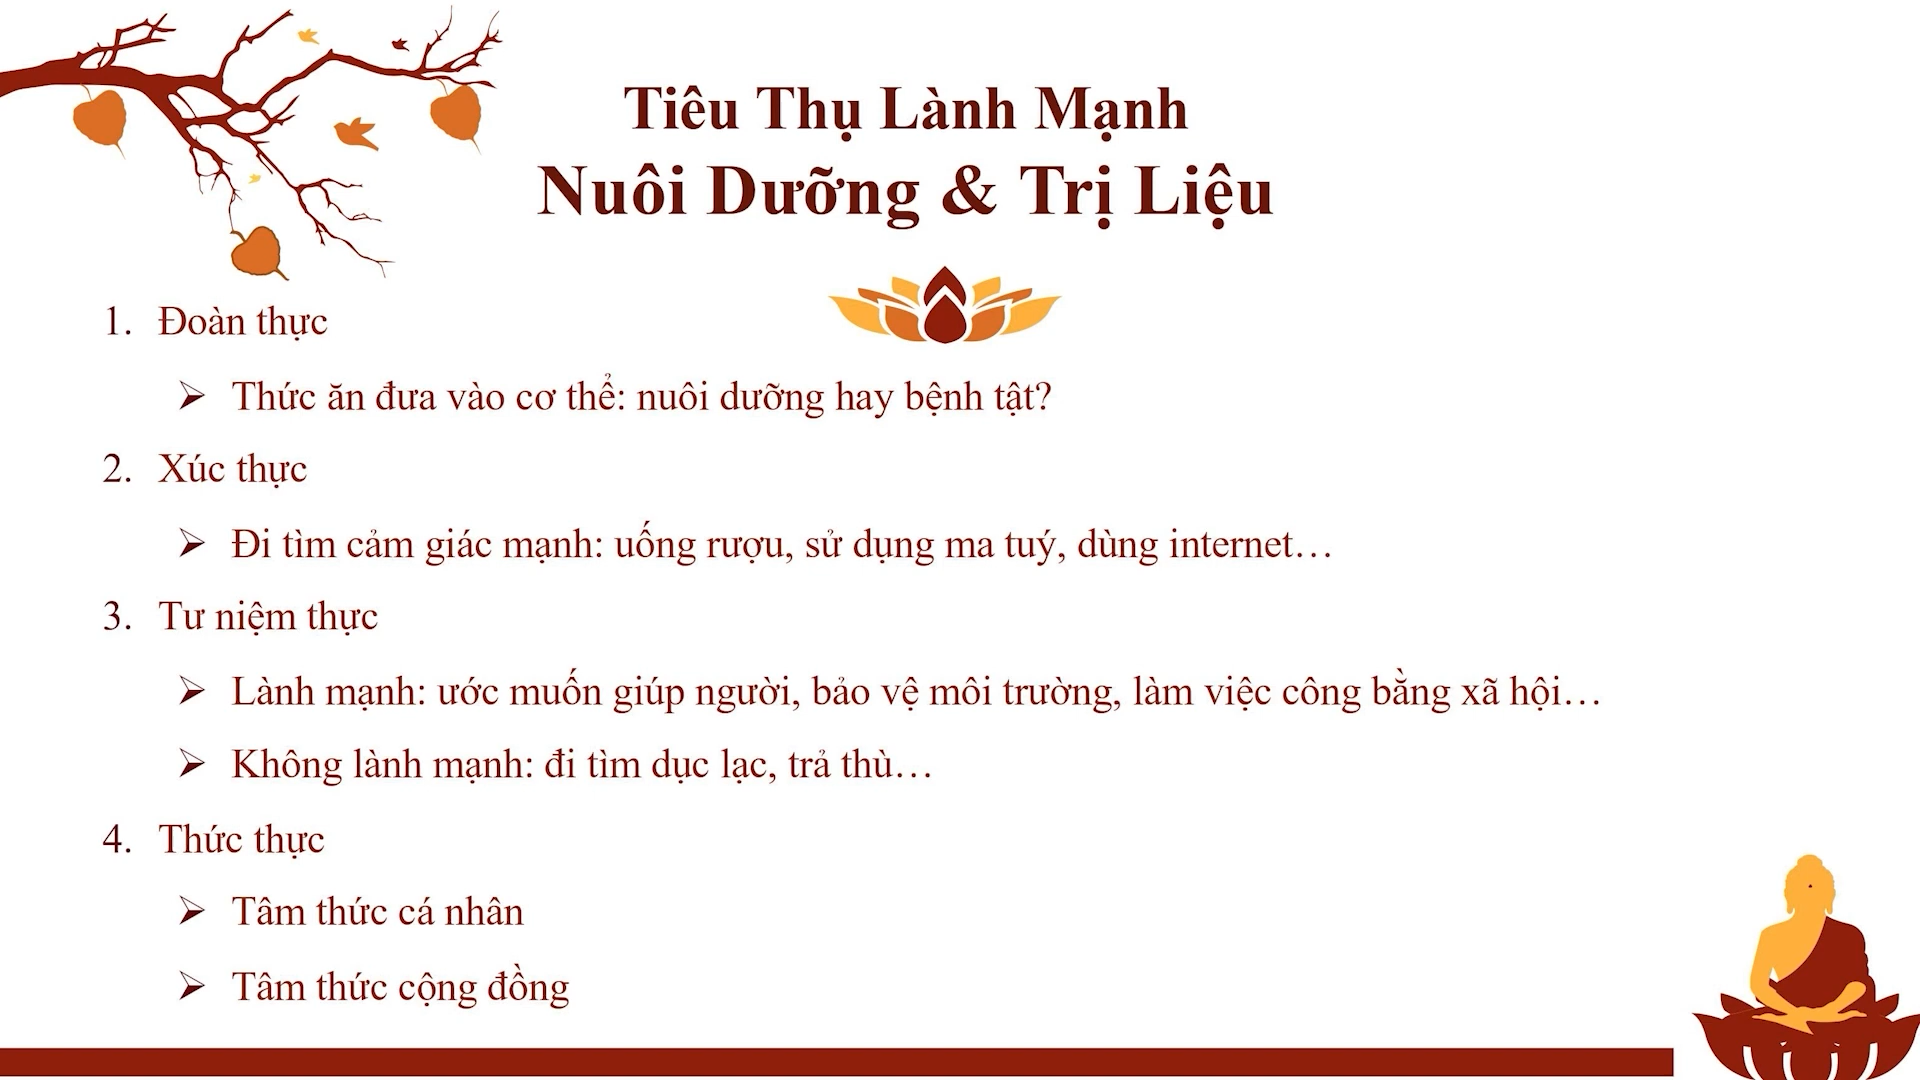 Tiêu Thụ Lành Mạnh
Nuôi Dưỡng & Trị Liệu
1. Đoàn thực
➢ Thức ăn đưa vào cơ thể: nuôi dưỡng hay bệnh tật?
2. Xúc thực
➢ Đi tìm cảm giác mạnh: uống rượu, sử dụng ma tuý, dùng internet…
3. Tư niệm thực
➢ Lành mạnh: ước muốn giúp người, bảo vệ môi trường, làm việc công bằng xã hội…
➢ Không lành mạnh: đi tìm dục lạc, trả thù…
4. Thức thực
➢ Tâm thức cá nhân
➢ Tâm thức cộng đồng